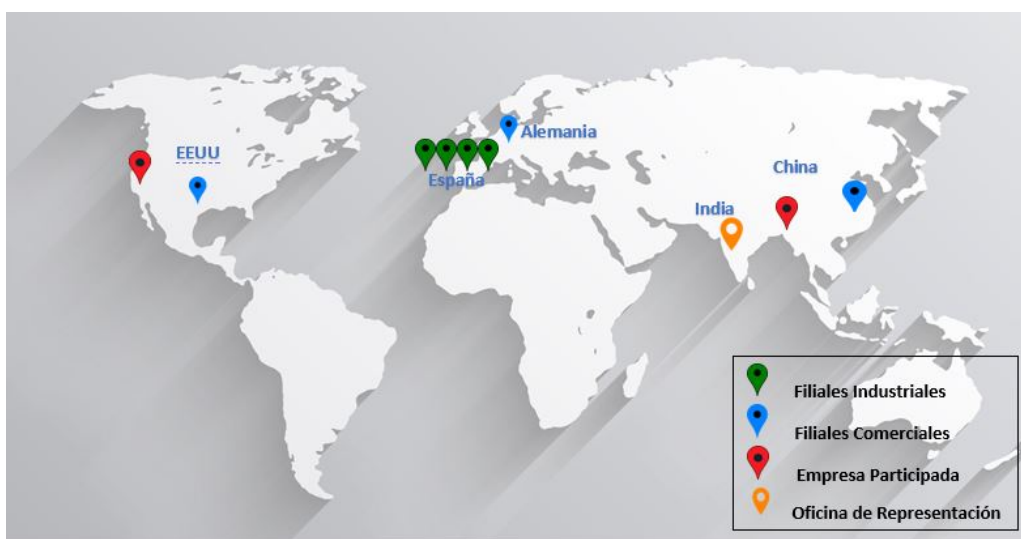 EEUU
Alemania
España
China
India
Filiales Industriales
Filiales Comerciales
Empresa Participada
Oficina de Representación